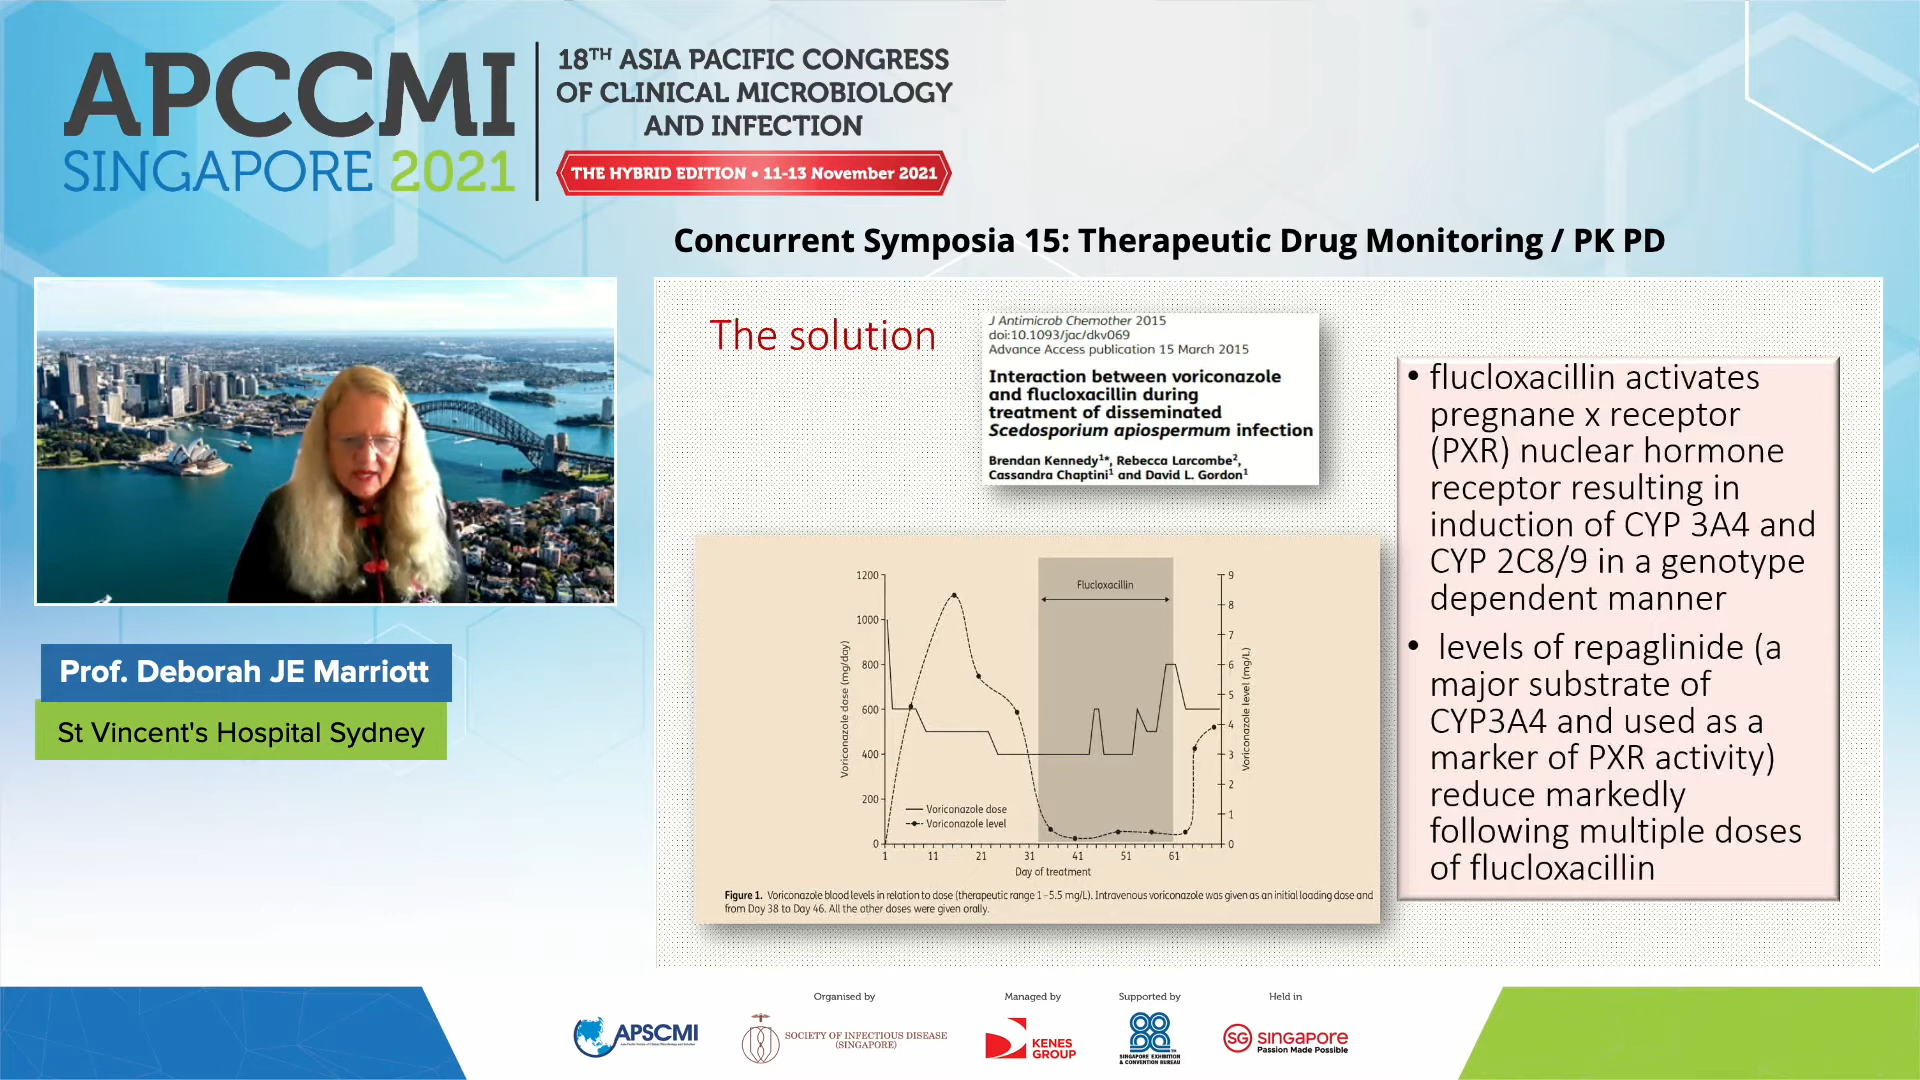 APCCMI
SINGAPORE 2021
18TH ASIA PACIFIC CONGRESS
OF CLINICAL MICROBIOLOGY
AND INFECTION
THE HYBRID EDITION • 11-13 November 2021
Concurrent Symposia 15: Therapeutic Drug Monitoring / PK PD
Prof. Deborah JE Marriott
St Vincent's Hospital Sydney
The solution
J Antimicrob Chemother 2015
doi:10.1093/jac/dkv069
Advance Access publication 15 March 2015
Interaction between voriconazole
and flucloxacillin during
treatment of disseminated
Scedosporium apiospermum infection
Brendan Kennedy1*, Rebecca Larcombe2,
Cassandra Chaptini1 and David L. Gordon1
Voriconazole dose (mg/day)
1200
1000
800
600
400
200
0
Flucloxacillin
Voriconazole dose
Voriconazole level
9
8
7
6
5
4
3
2
1
0
Voriconazole level (mg/L)
1 11 21 31 41 51 61
Day of treatment
Figure 1. Voriconazole blood levels in relation to dose (therapeutic range 1–5.5 mg/L). Intravenous voriconazole was given as an initial loading dose and
from Day 38 to Day 46. All the other doses were given orally.
• flucloxacillin activates
pregnane x receptor
(PXR) nuclear hormone
receptor resulting in
induction of CYP 3A4 and
CYP 2C8/9 in a genotype
dependent manner
• levels of repaglinide (a
major substrate of
CYP3A4 and used as a
marker of PXR activity)
reduce markedly
following multiple doses
of flucloxacillin
Organised by
APSCMI
SOCIETY OF INFECTIOUS DISEASE
(SINGAPORE)
Managed by
KENES
GROUP
Supported by
SINGAPORE EXHIBITION
& CONVENTION BUREAU
Held in
SG SINGAPORE
Passion Made Possible